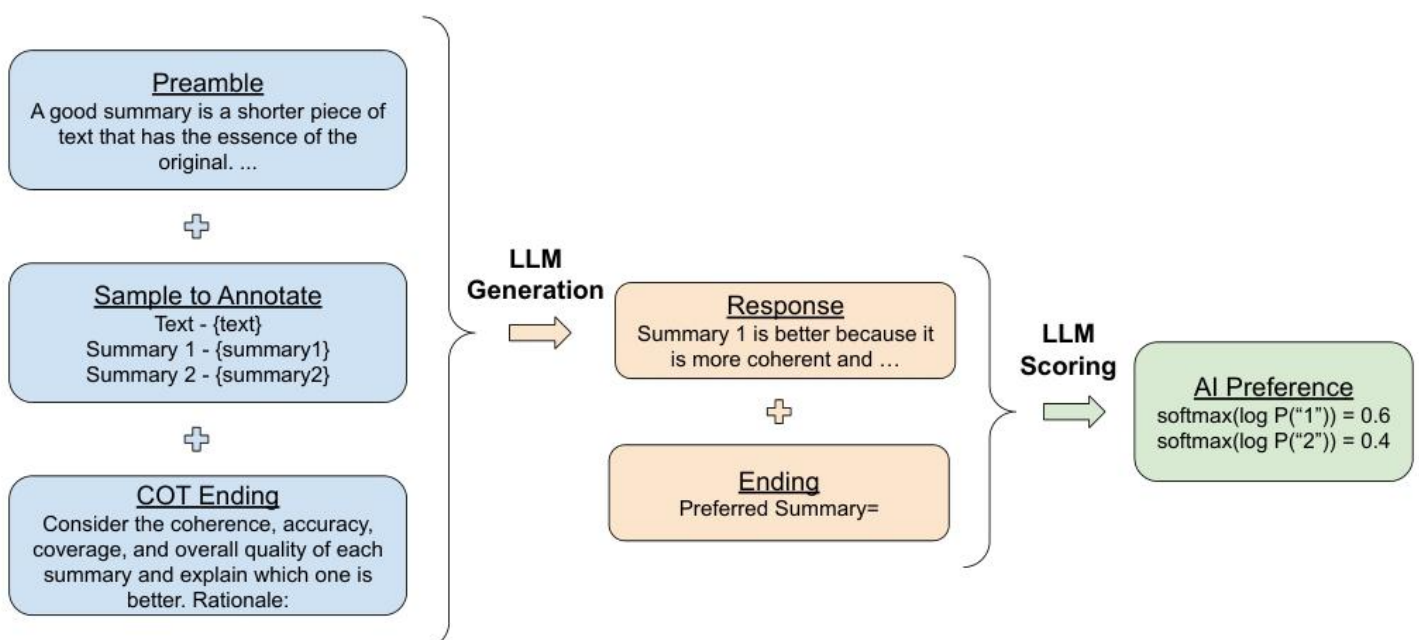 Preamble
A good summary is a shorter piece of
text that has the essence of the
original. ...
Sample to Annotate
Text - {text}
Summary 1 - {summary1}
Summary 2 - {summary2}
COT Ending
Consider the coherence, accuracy,
coverage, and overall quality of each
summary and explain which one is
better. Rationale:
LLM
Generation
Response
Summary 1 is better because it
is more coherent and …
Ending
Preferred Summary=
LLM
Scoring
AI Preference
softmax(log P(“1”)) = 0.6
softmax(log P(“2”)) = 0.4